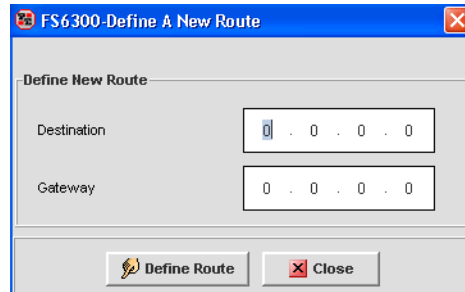 FS6300-Define A New Route
Define New Route
Destination 0 . 0 . 0 . 0
Gateway 0 . 0 . 0 . 0
Define Route Close